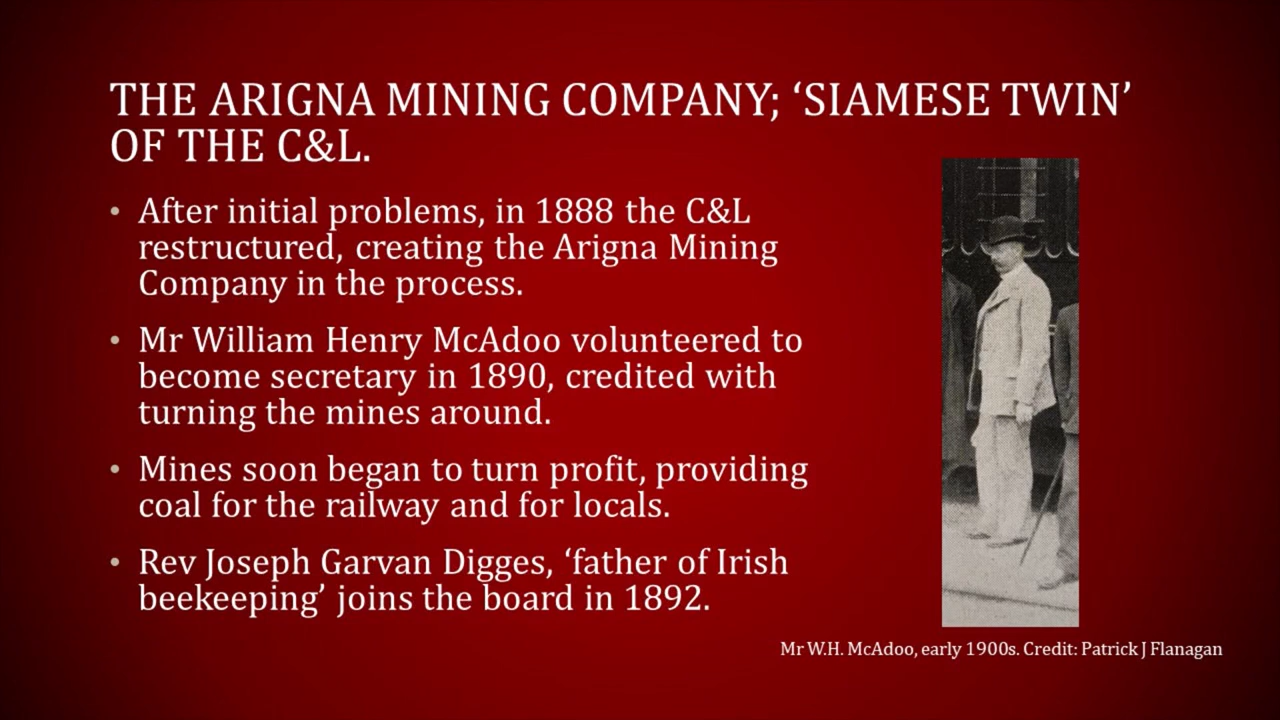 THE ARIGNA MINING COMPANY; ‘SIAMESE TWIN’
OF THE C&L.
• After initial problems, in 1888 the C&L
restructured, creating the Arigna Mining
Company in the process.
• Mr William Henry McAdoo volunteered to
become secretary in 1890, credited with
turning the mines around.
• Mines soon began to turn profit, providing
coal for the railway and for locals.
• Rev Joseph Garvan Digges, ‘father of Irish
beekeeping’ joins the board in 1892.
Mr W.H. McAdoo, early 1900s. Credit: Patrick J Flanagan